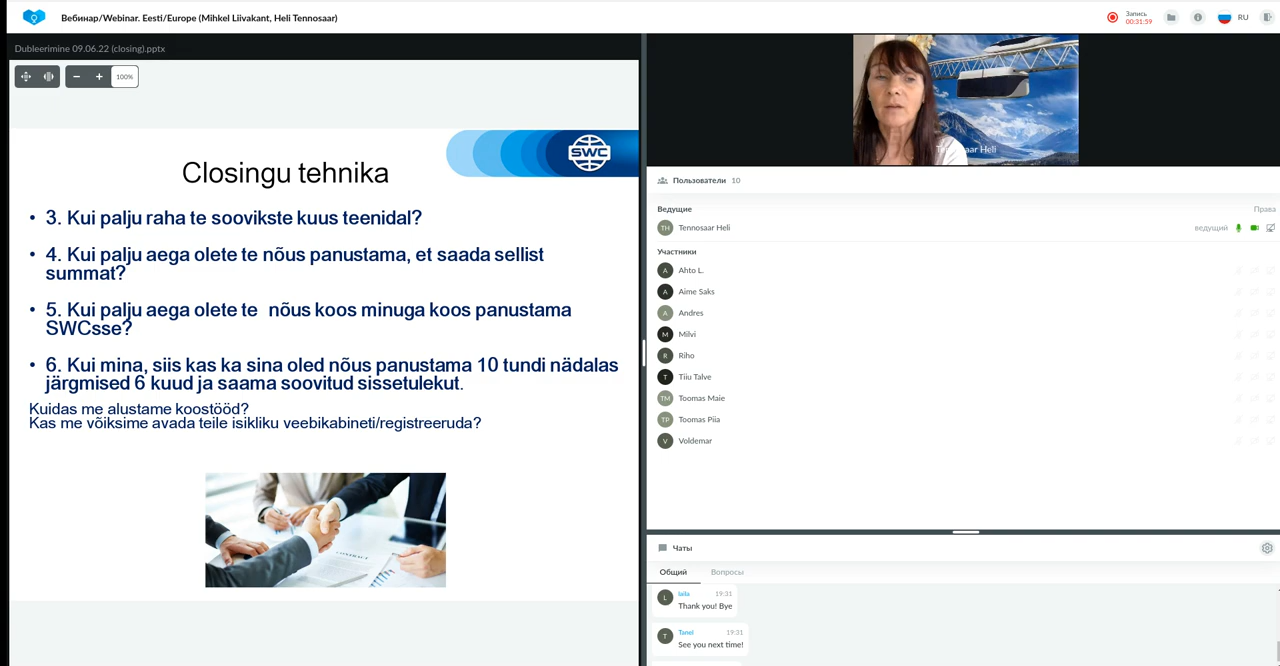 Вебинар/Webinar. Eesti/Europe (Mihkel Liivakant, Heli Tennosaar)
Запись
00:31:59
RU
Dubleerimine 09.06.22 (closing).pptx
100%
SWC
Closingu tehnika
• 3. Kui palju raha te soovikste kuus teenidal?
• 4. Kui palju aega olete te nõus panustama, et saada sellist
summat?
• 5. Kui palju aega olete te nõus koos minuga koos panustama
SWCsse?
• 6. Kui mina, siis kas ka sina oled nõus panustama 10 tundi nädalas
järgmised 6 kuud ja saama soovitud sissetulekut.
Kuidas me alustame koostööd?
Kas me võiksime avada teile isikliku veebikabineti/registreeruda?
CONTRACT
Heli
Пользователи 10
Ведущие
Права
TH Tennosaar Heli
ведущий
Участники
A Ahto L.
A Aime Saks
A Andres
M Milvi
R Riho
T Tiiu Talve
TM Toomas Maie
TP Toomas Piia
V Voldemar
Чаты
Общий
Вопросы
L laila 19:31
Thank you! Bye
T Tanel 19:31
See you next time!